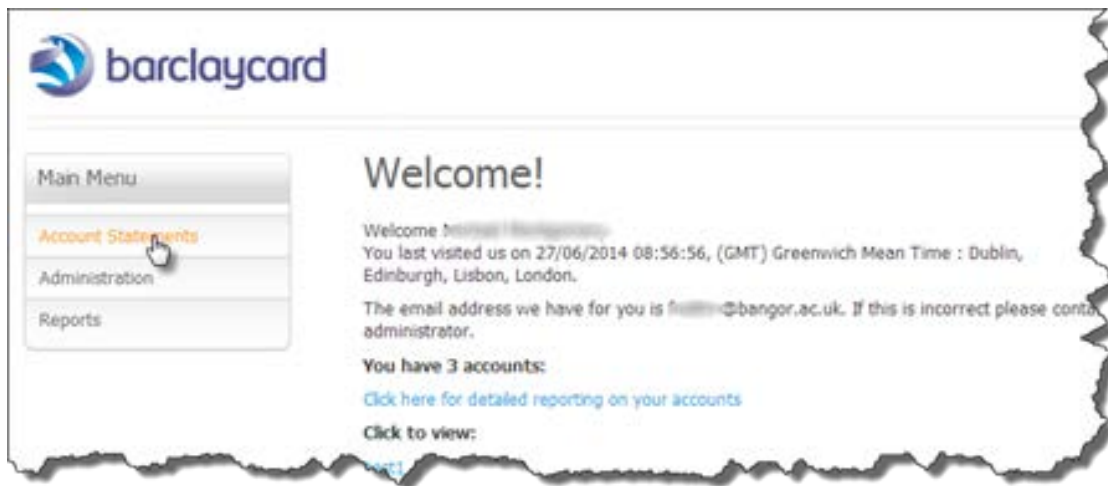 barclaycard
Main Menu
Account Statements
Administration
Reports
Welcome!
Welcome
You last visited us on 27/06/2014 08:56:56, (GMT) Greenwich Mean Time : Dublin,
Edinburgh, Lisbon, London.
The email address we have for you is @bangor.ac.uk. If this is incorrect please
administrator.
You have 3 accounts:
Click here for detailed reporting on your accounts
Click to view: